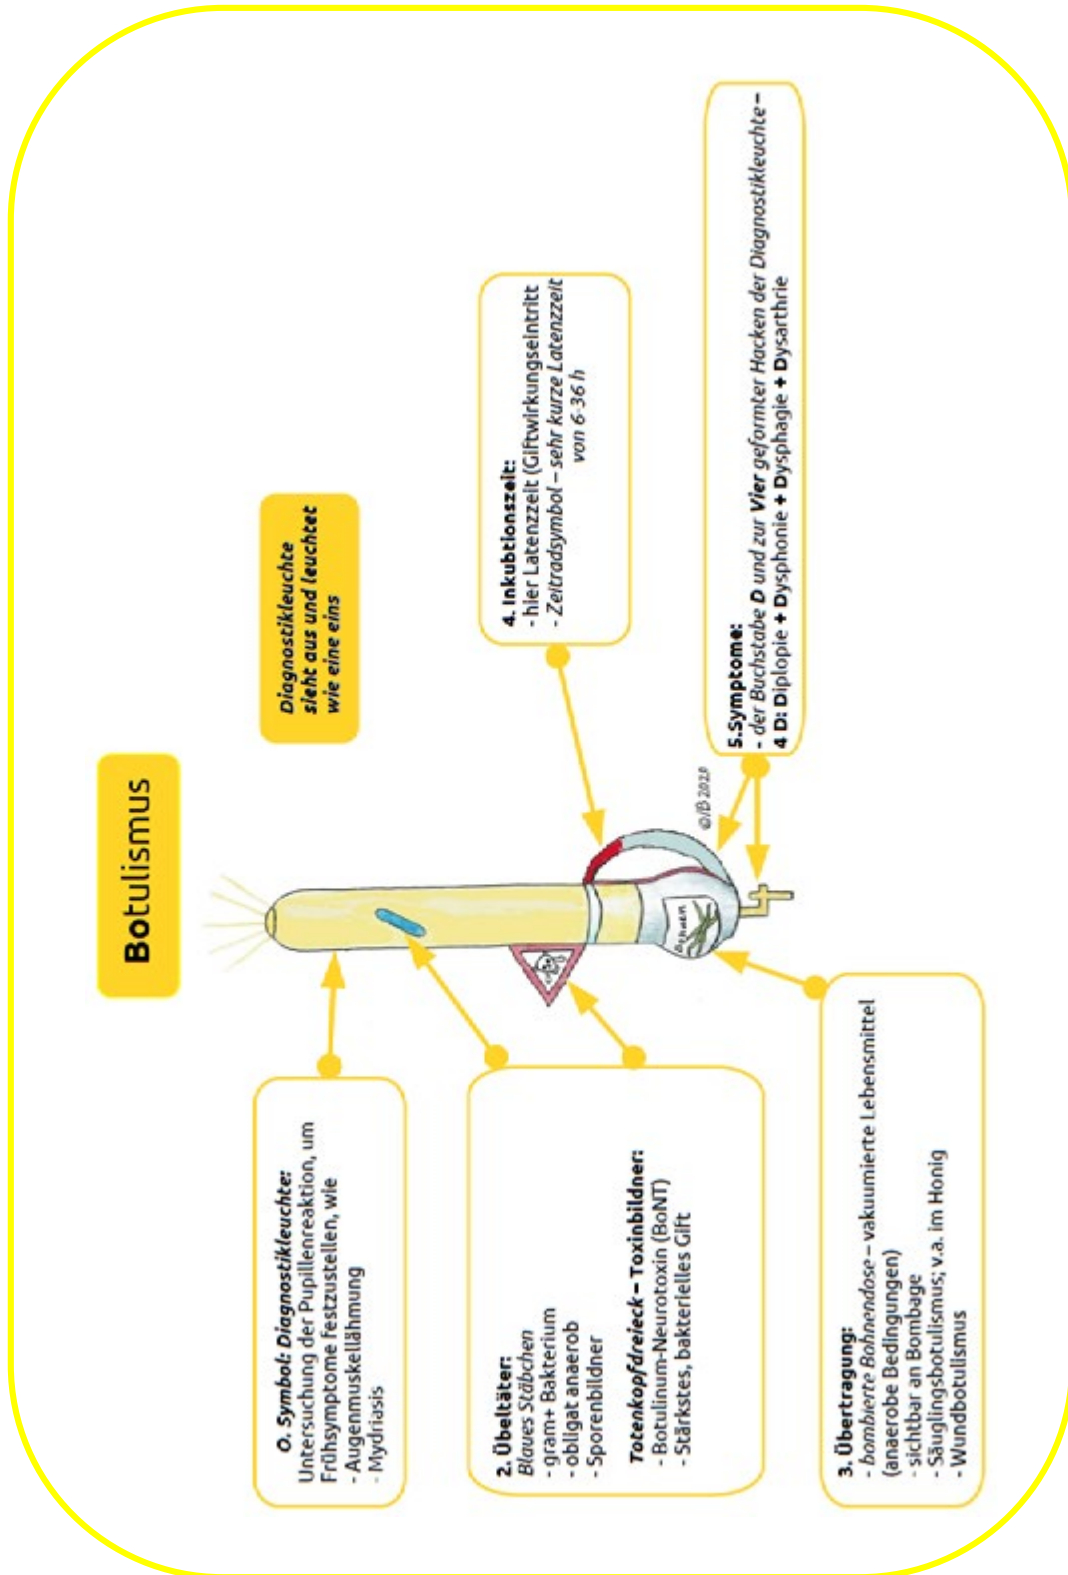 Botulismus
Diagnostikleuchte
sieht aus und leuchtet
wie eine eins
O. Symbol: Diagnostikleuchte:
Untersuchung der Pupillenreaktion, um
Frühsymptome festzustellen, wie
- Augenmuskellähmung
- Mydriasis
2. Übeltäter:
Blaues Stäbchen
- gram+ Bakterium
- obligat anaerob
- Sporenbildner
Totenkopfdreieck – Toxinbildner:
- Botulinum-Neurotoxin (BoNT)
- Stärkstes, bakterielles Gift
3. Übertragung:
- bombierte Bohnendose – vakuumierte Lebensmittel
(anaerobe Bedingungen)
- sichtbar an Bombage
- Säuglingsbotulismus; v.a. im Honig
- Wundbotulismus
4. Inkubtionszeit:
- hier Latenzzeit (Giftwirkungseintritt
- Zeitradsymbol – sehr kurze Latenzzeit
von 6-36 h
5.Symptome:
- der Buchstabe D und zur Vier geformter Hacken der Diagnostikleuchte –
4 D: Diplopie + Dysphonie + Dysphagie + Dysarthrie
BOHNEN